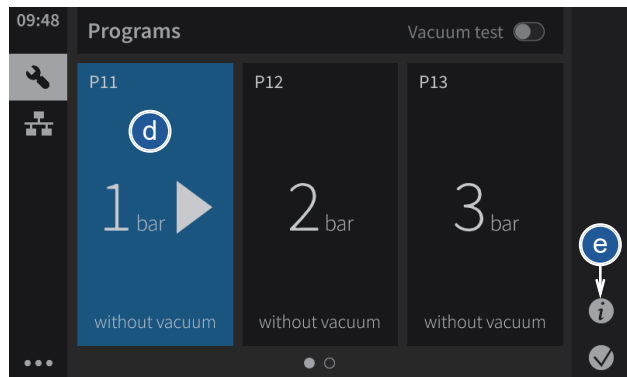 09:48
Programs
Vacuum test
P11
P12
P13
d
1 bar
2 bar
3 bar
e
i
without vacuum
without vacuum
without vacuum